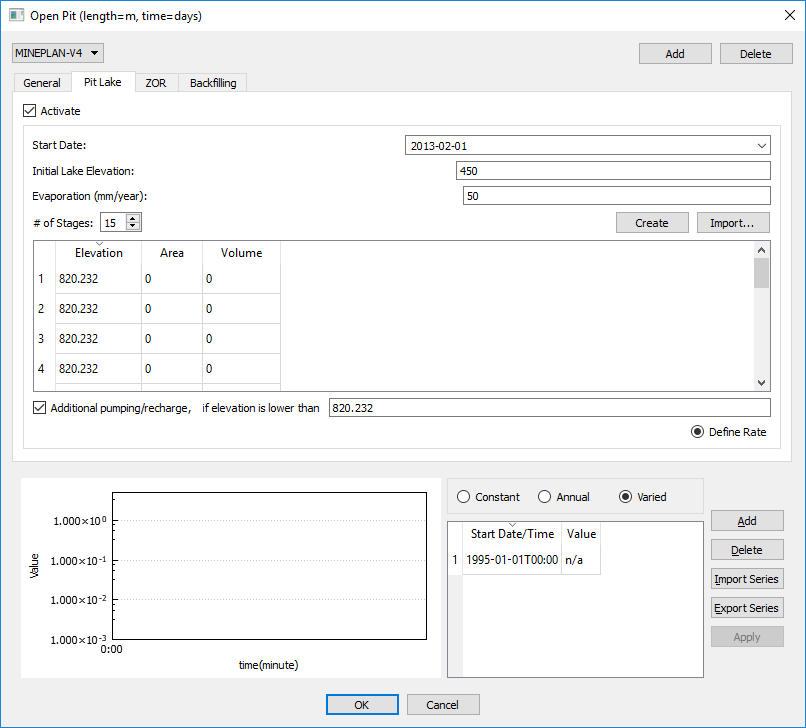 Open Pit (length=m, time=days)
MINEPLAN-V4 Add Delete
General Pit Lake ZOR Backfilling
Activate
Start Date: 2013-02-01
Initial Lake Elevation: 450
Evaporation (mm/year): 50
# of Stages: 15 Create Import...
Elevation Area Volume
1 820.232 0 0
2 820.232 0 0
3 820.232 0 0
4 820.232 0 0
Additional pumping/recharge, if elevation is lower than 820.232
Define Rate
Value
1.000×10⁰
1.000×10⁻¹
1.000×10⁻²
1.000×10⁻³
0:00
time(minute)
Constant Annual Varied
Start Date/Time Value
1 1995-01-01T00:00 n/a
Add
Delete
Import Series
Export Series
Apply
OK Cancel